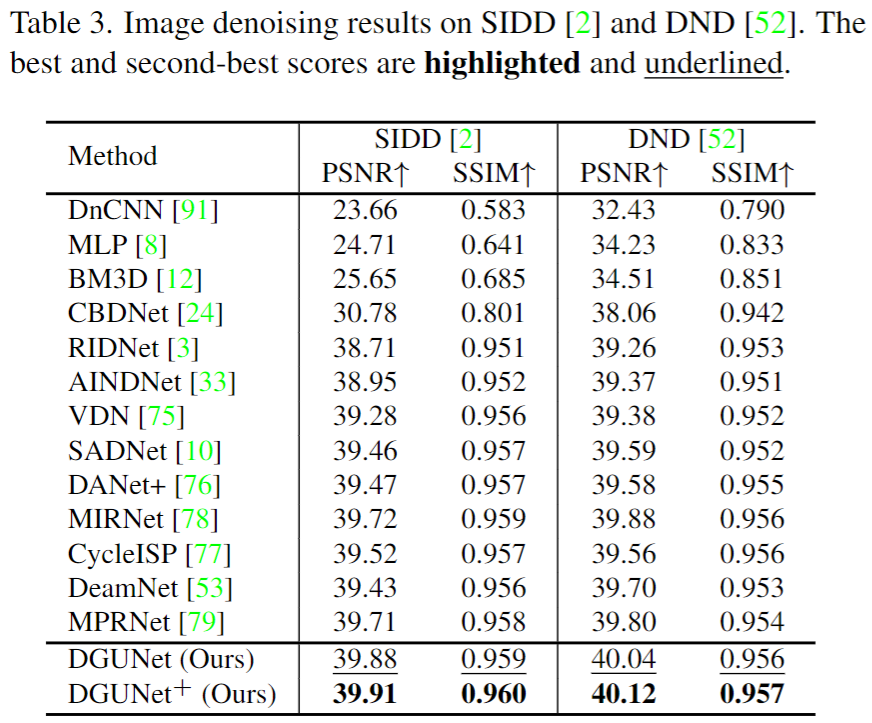 Table 3. Image denoising results on SIDD [2] and DND [52]. The
best and second-best scores are highlighted and underlined.
Method SIDD [2] DND [52]
PSNR↑ SSIM↑ PSNR↑ SSIM↑
DnCNN [91] 23.66 0.583 32.43 0.790
MLP [8] 24.71 0.641 34.23 0.833
BM3D [12] 25.65 0.685 34.51 0.851
CBDNet [24] 30.78 0.801 38.06 0.942
RIDNet [3] 38.71 0.951 39.26 0.953
AINDNet [33] 38.95 0.952 39.37 0.951
VDN [75] 39.28 0.956 39.38 0.952
SADNet [10] 39.46 0.957 39.59 0.952
DANet+ [76] 39.47 0.957 39.58 0.955
MIRNet [78] 39.72 0.959 39.88 0.956
CycleISP [77] 39.52 0.957 39.56 0.956
DeamNet [53] 39.43 0.956 39.70 0.953
MPRNet [79] 39.71 0.958 39.80 0.954
DGUNet (Ours) 39.88 0.959 40.04 0.956
DGUNet⁺ (Ours) 39.91 0.960 40.12 0.957